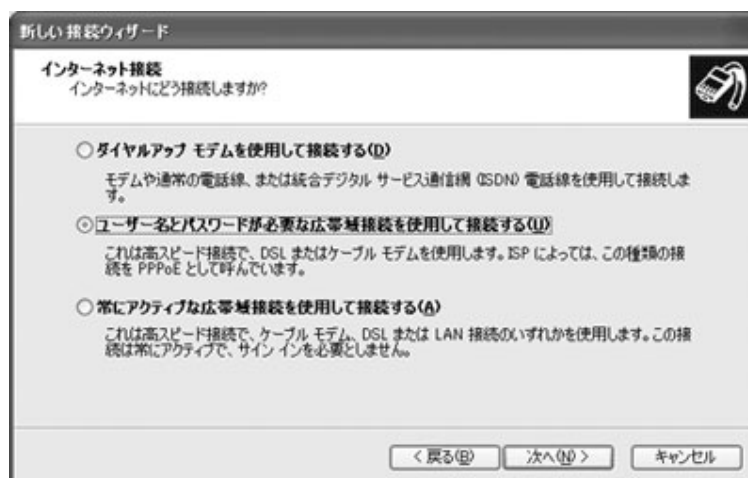 新しい接続ウィザード
インターネット接続
インターネットにどう接続しますか?
ダイヤルアップ モデムを使用して接続する(D)
モデムや通常の電話線、または統合デジタル サービス通信網 (ISDN) 電話線を使用して接続しま
す。
ユーザー名とパスワードが必要な広帯域接続を使用して接続する(U)
これは高スピード接続で、DSL またはケーブル モデムを使用します。ISP によっては、この種類の接
続を PPPoE として呼んでいます。
常にアクティブな広帯域接続を使用して接続する(A)
これは高スピード接続で、ケーブル モデム、DSL または LAN 接続のいずれかを使用します。この接
続は常にアクティブで、サイン インを必要としません。
< 戻る(B) 次へ(N) > キャンセル